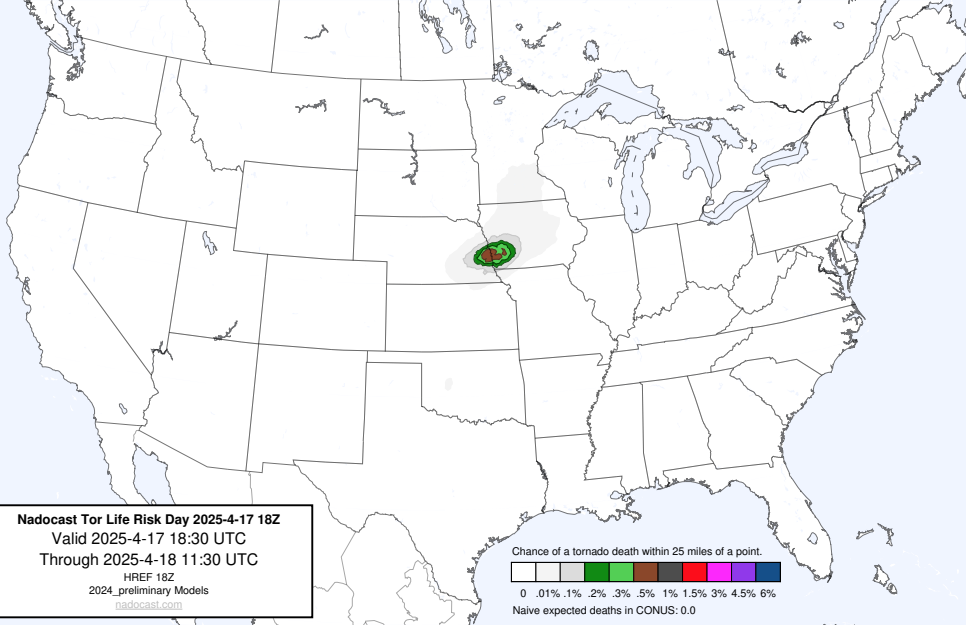 Nadocast Tor Life Risk Day 2025-4-17 18Z
Valid 2025-4-17 18:30 UTC
Through 2025-4-18 11:30 UTC
HREF 18Z
2024_preliminary Models
nadocast.com
Chance of a tornado death within 25 miles of a point.
0 .01% .1% .2% .3% .5% 1% 1.5% 3% 4.5% 6%
Naive expected deaths in CONUS: 0.0